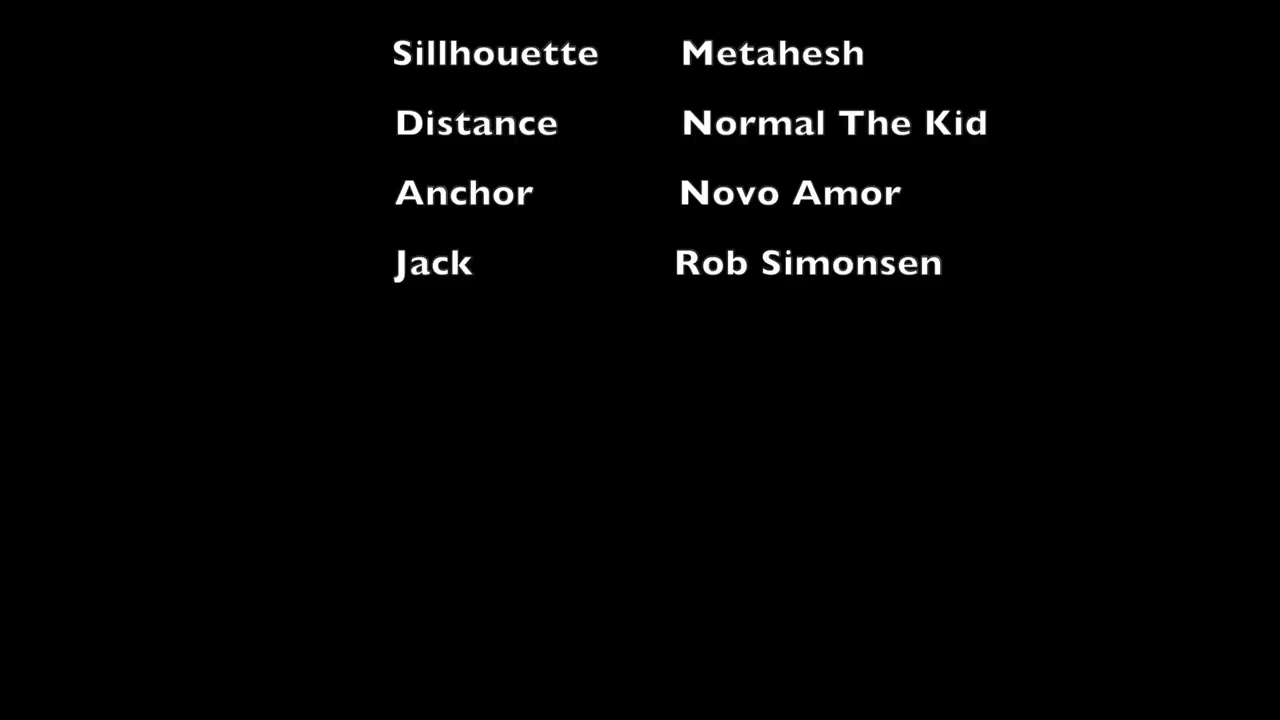 Sillhouette Metahesh
Distance Normal The Kid
Anchor Novo Amor
Jack Rob Simonsen